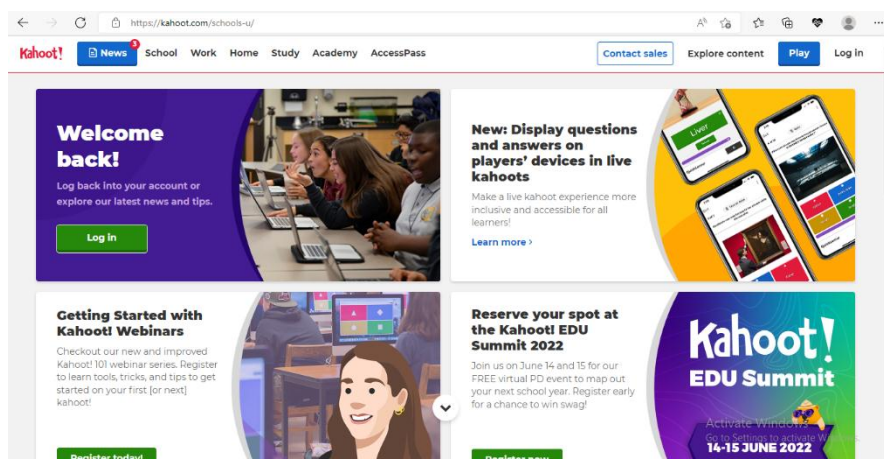 https://kahoot.com/schools-u/
Kahoot!
3
News
School
Work
Home
Study
Academy
AccessPass
Contact sales
Explore content
Play
Log in
Welcome
back!
Log back into your account or
explore our latest news and tips.
Log in
New: Display questions
and answers on
players' devices in live
kahoots
Make a live kahoot experience more
inclusive and accessible for all
learners!
Learn more >
Liver
Getting Started with
Kahoot! Webinars
Checkout our new and improved
Kahoot! 101 webinar series. Register
to learn tools, tricks, and tips to get
started on your first [or next]
kahoot!
Register today!
Reserve your spot at
the Kahoot! EDU
Summit 2022
Join us on June 14 and 15 for our
FREE virtual PD event to map out
your next school year. Register early
for a chance to win swag!
Register now
Kahoot!
EDU Summit
14-15 JUNE 2022
Activate Windows
Go to Settings to activate Windows.